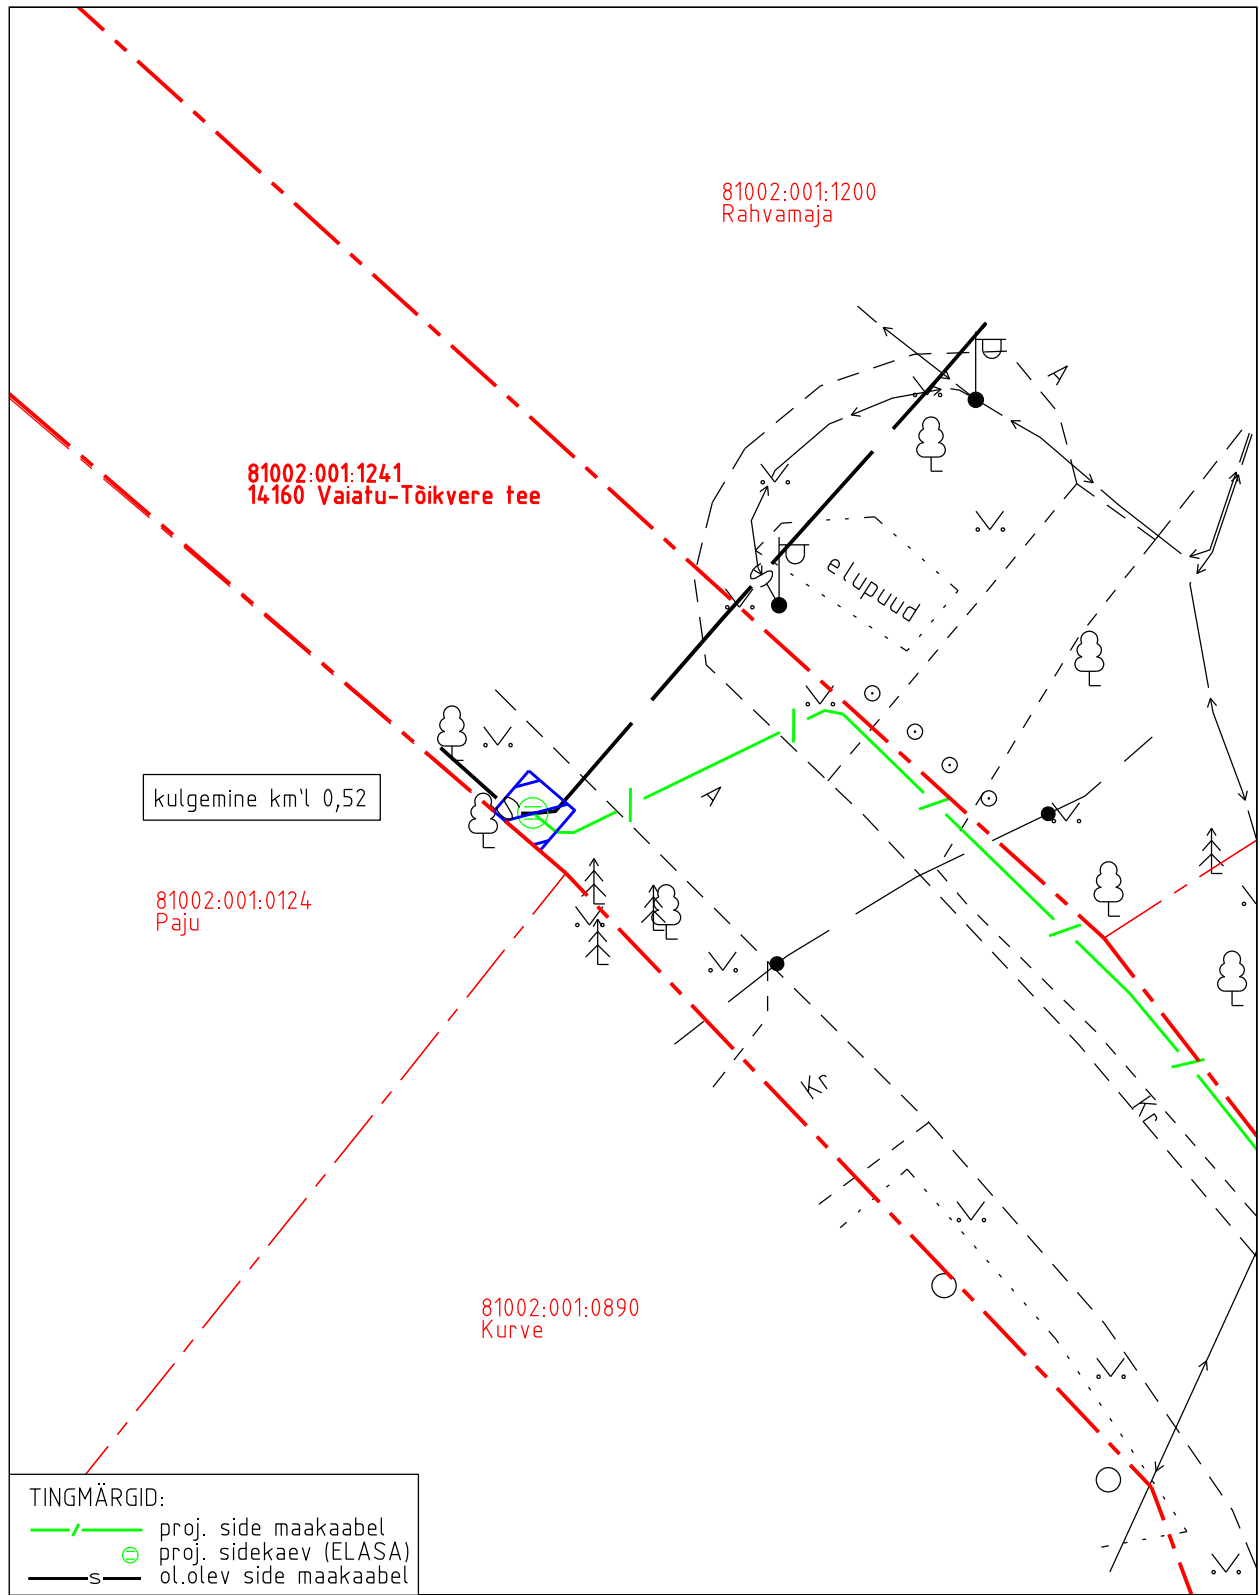 81002:001:1200
Rahvamaja
A
81002:001:1241
14160 Vaiatu-Tõikvere tee
elupuud
kulgemine km'l 0,52
A
81002:001:0124
Paju
Kr
Kr
81002:001:0890
Kurve
TINGMÄRGID:
proj. side maakaabel
proj. sidekaev (ELASA)
S
ol.olev side maakaabel